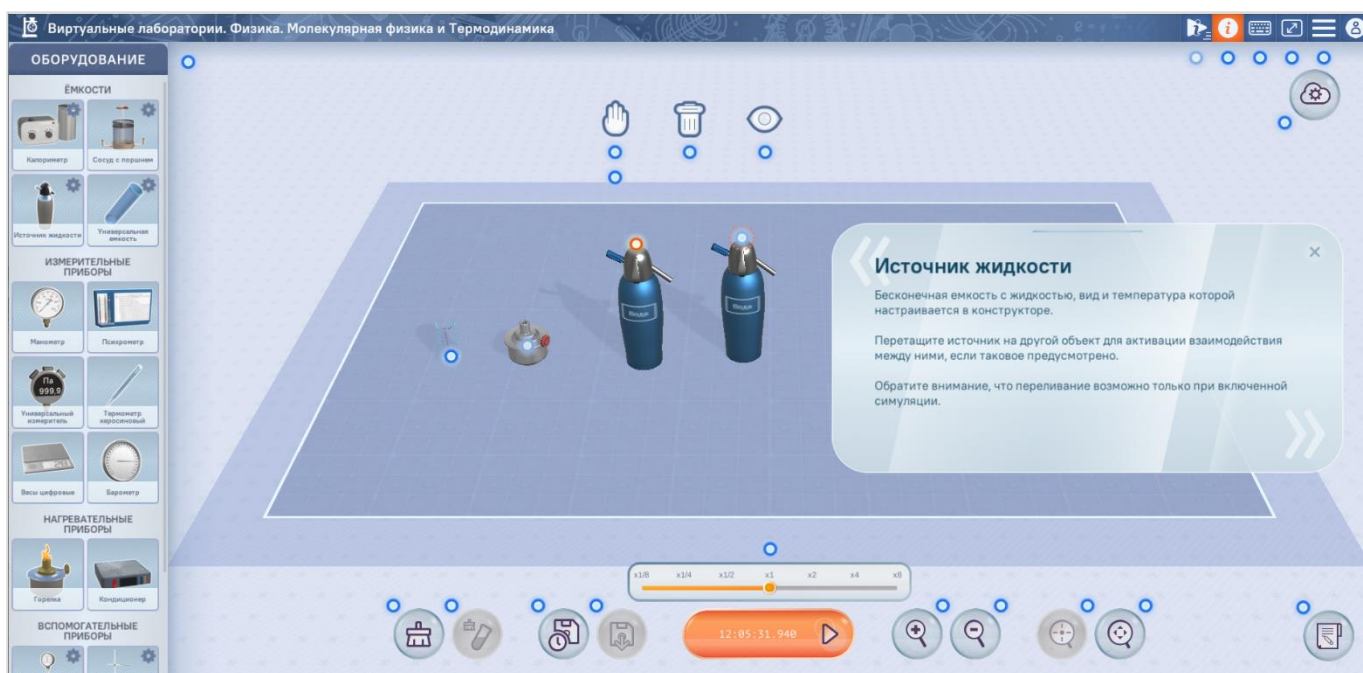 Виртуальные лаборатории. Физика. Молекулярная физика и Термодинамика
ОБОРУДОВАНИЕ
ЁМКОСТИ
Калориметр
Сосуд с поршнем
Источник жидкости
Универсальная
емкость
ИЗМЕРИТЕЛЬНЫЕ
ПРИБОРЫ
Манометр
Психрометр
Па
999.9
Универсальный
измеритель
Термометр
керосиновый
Весы цифровые
Барометр
НАГРЕВАТЕЛЬНЫЕ
ПРИБОРЫ
Горелка
Кондиционер
ВСПОМОГАТЕЛЬНЫЕ
ПРИБОРЫ
Вода
Вода
Источник жидкости
Бесконечная емкость с жидкостью, вид и температура которой
настраивается в конструкторе.
Перетащите источник на другой объект для активации взаимодействия
между ними, если таковое предусмотрено.
Обратите внимание, что переливание возможно только при включенной
симуляции.
x1/8 x1/4 x1/2 x1 x2 x4 x8
12:05:31.940